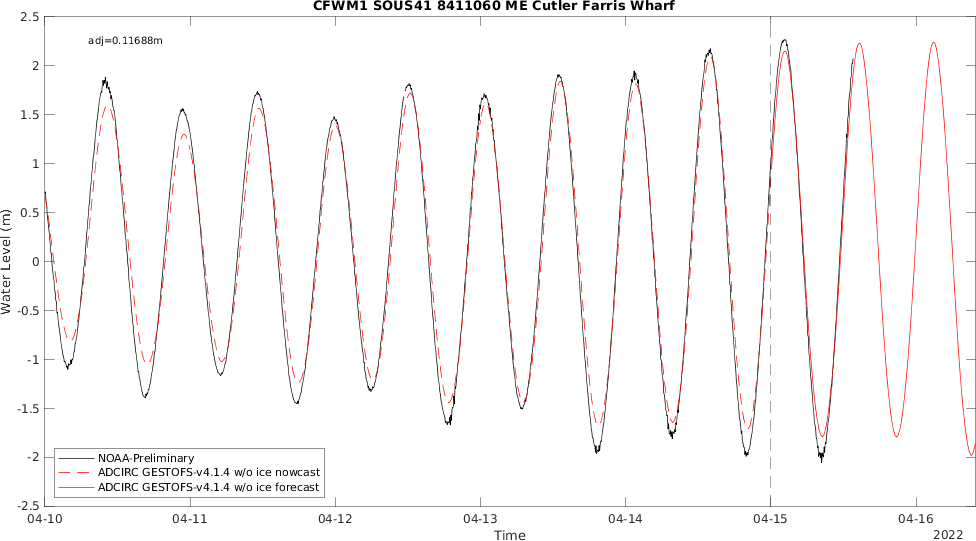 CFWM1 SOUS41 8411060 ME Cutler Farris Wharf
adj=0.11688m
2.5
2
1.5
1
0.5
0
-0.5
-1
-1.5
-2
-2.5
Water Level (m)
NOAA-Preliminary
ADCIRC GESTOFS-v4.1.4 w/o ice nowcast
ADCIRC GESTOFS-v4.1.4 w/o ice forecast
04-10 04-11 04-12 04-13 04-14 04-15 04-16
Time
2022